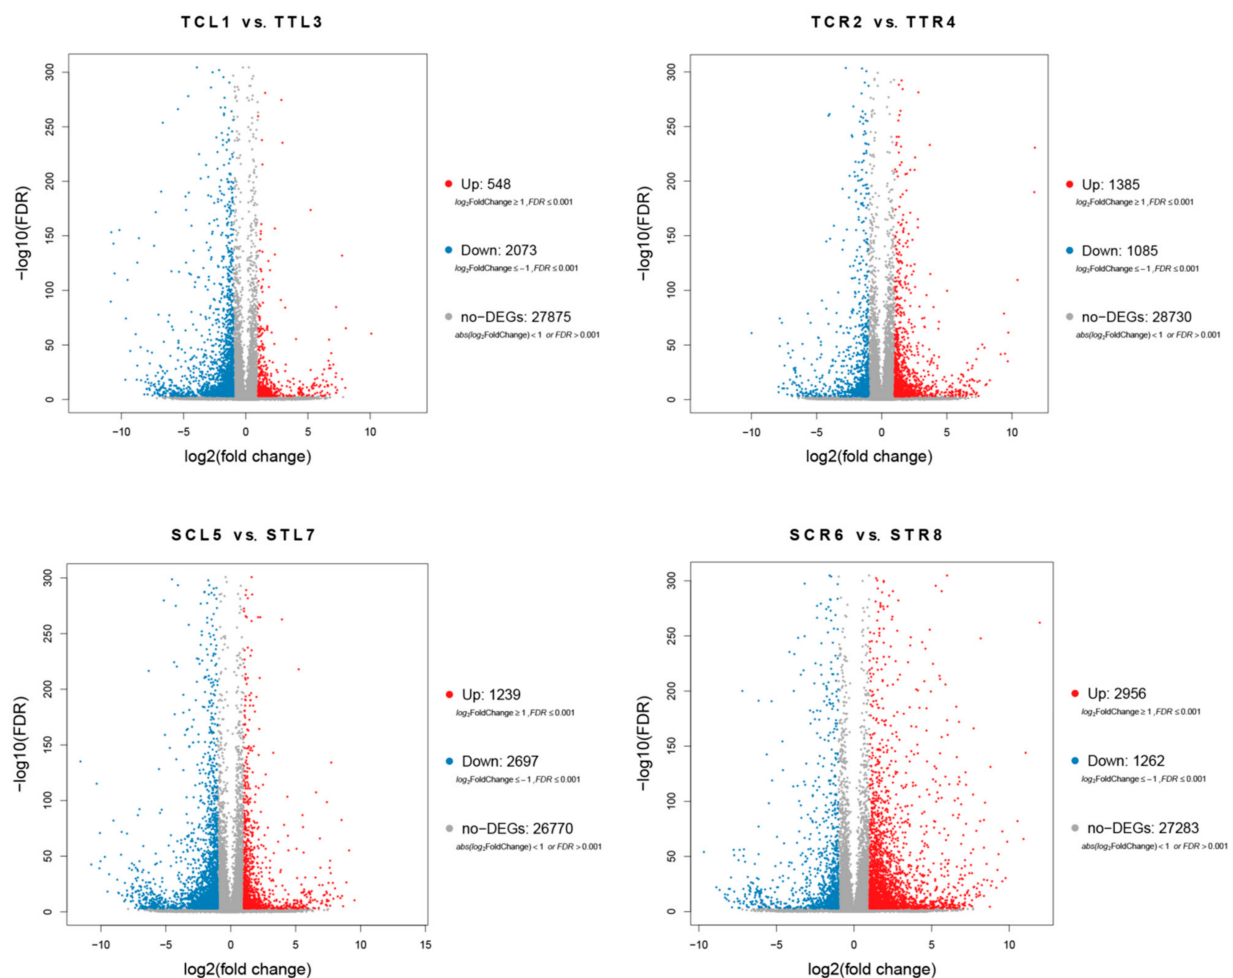 TCL1 vs. TTL3
300
250
200
150
100
50
0
−log10(FDR)
−10
−5
0
5
10
log2(fold change)
Up: 548
log2FoldChange ≥ 1 ,FDR ≤ 0.001
Down: 2073
log2FoldChange ≤ −1 ,FDR ≤ 0.001
no−DEGs: 27875
abs(log2FoldChange) < 1 or FDR > 0.001
TCR2 vs. TTR4
300
250
200
150
100
50
0
−log10(FDR)
−10
−5
0
5
10
log2(fold change)
Up: 1385
log2FoldChange ≥ 1 ,FDR ≤ 0.001
Down: 1085
log2FoldChange ≤ −1 ,FDR ≤ 0.001
no−DEGs: 28730
abs(log2FoldChange) < 1 or FDR > 0.001
SCL5 vs. STL7
300
250
200
150
100
50
0
−log10(FDR)
−10
−5
0
5
10
15
log2(fold change)
Up: 1239
log2FoldChange ≥ 1 ,FDR ≤ 0.001
Down: 2697
log2FoldChange ≤ −1 ,FDR ≤ 0.001
no−DEGs: 26770
abs(log2FoldChange) < 1 or FDR > 0.001
SCR6 vs. STR8
300
250
200
150
100
50
0
−log10(FDR)
−10
−5
0
5
10
log2(fold change)
Up: 2956
log2FoldChange ≥ 1 ,FDR ≤ 0.001
Down: 1262
log2FoldChange ≤ −1 ,FDR ≤ 0.001
no−DEGs: 27283
abs(log2FoldChange) < 1 or FDR > 0.001